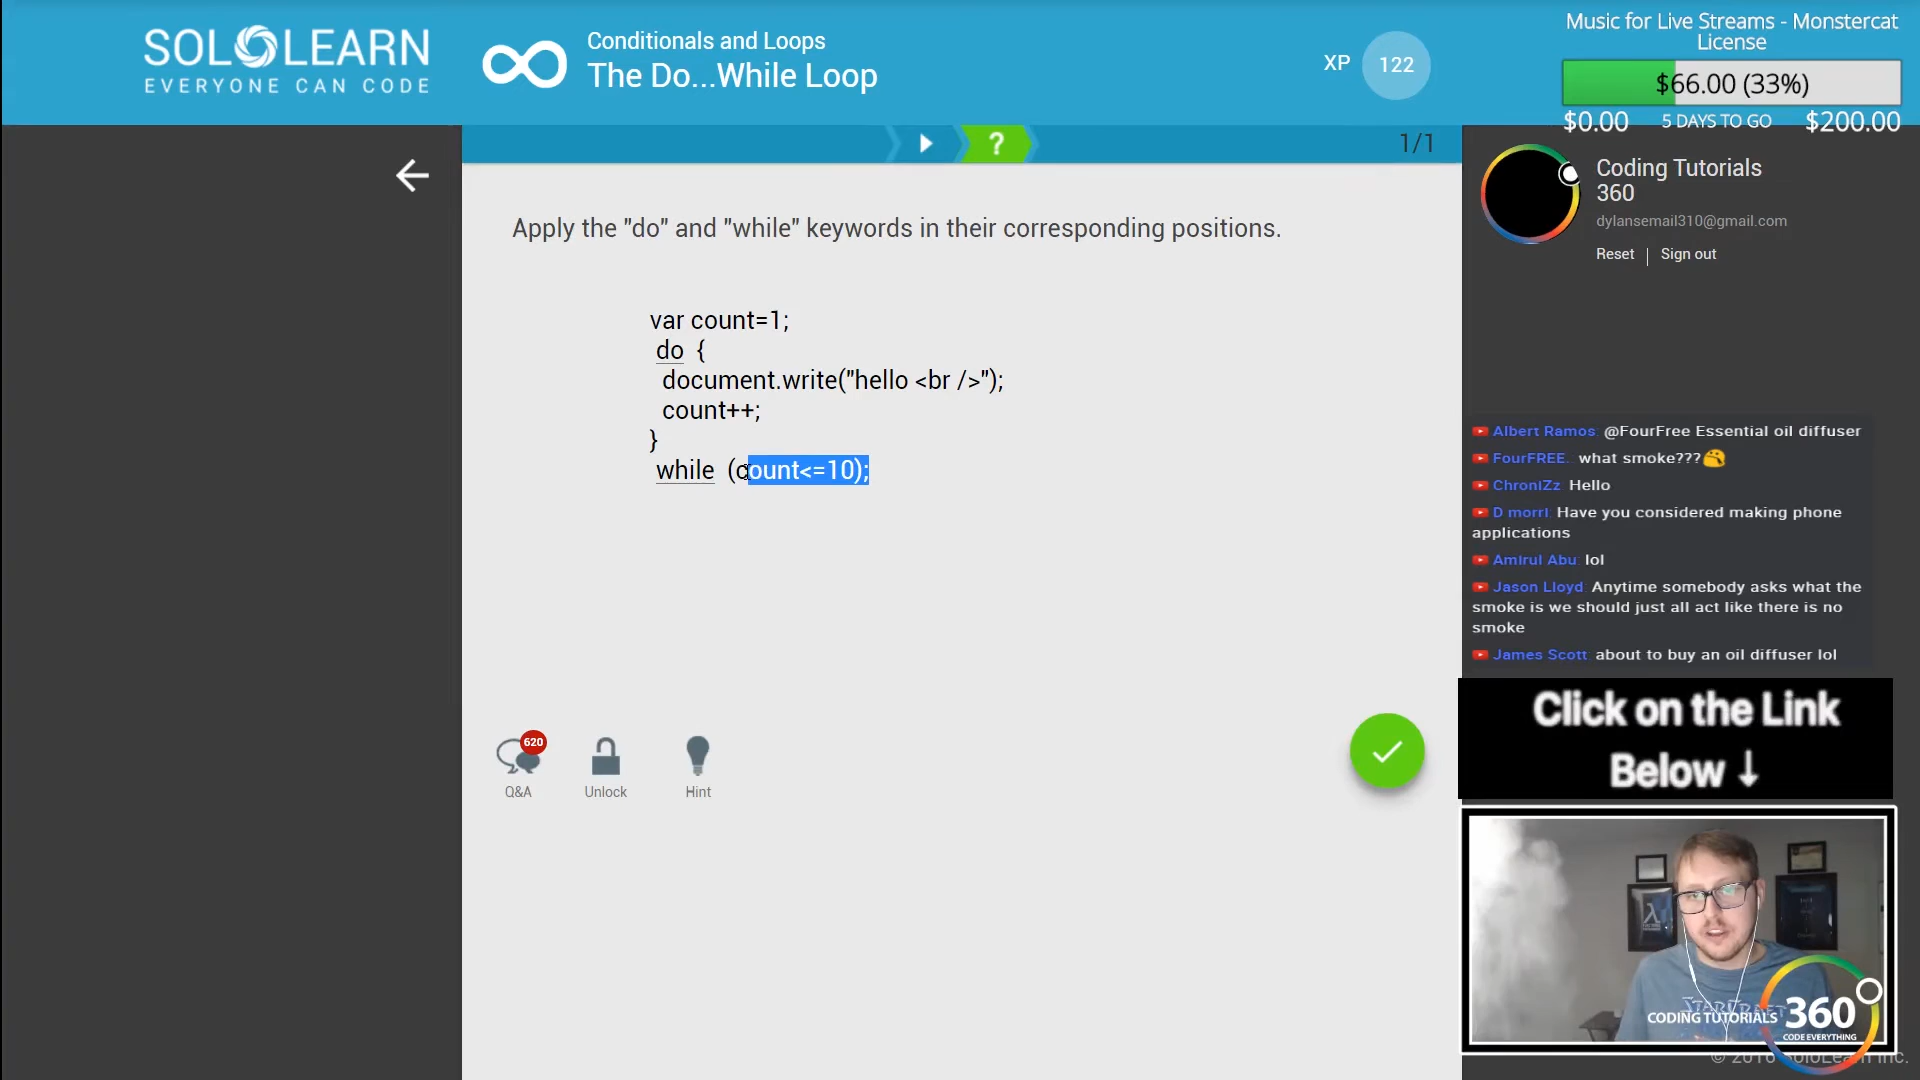 SOLOLEARN
EVERYONE CAN CODE
Conditionals and Loops
The Do...While Loop
XP 122
Music for Live Streams - Monstercat
License
$66.00 (33%)
$0.00 5 DAYS TO GO $200.00
? 1/1
Coding Tutorials
360
dylansemail310@gmail.com
Reset | Sign out
Apply the "do" and "while" keywords in their corresponding positions.
var count=1;
do {
document.write("hello <br />");
count++;
}
while (count<=10);
Albert Ramos: @FourFree Essential oil diffuser
FourFREE.: what smoke???
ChroniZz: Hello
D morri: Have you considered making phone
applications
Amirul Abu: lol
Jason Lloyd: Anytime somebody asks what the
smoke is we should just all act like there is no
smoke
James Scott: about to buy an oil diffuser lol
Click on the Link
Below ↓
620
Q&A
Unlock
Hint
STARCRAFT
CODING TUTORIALS 360
CODE EVERYTHING
© 2016 SoloLearn Inc.